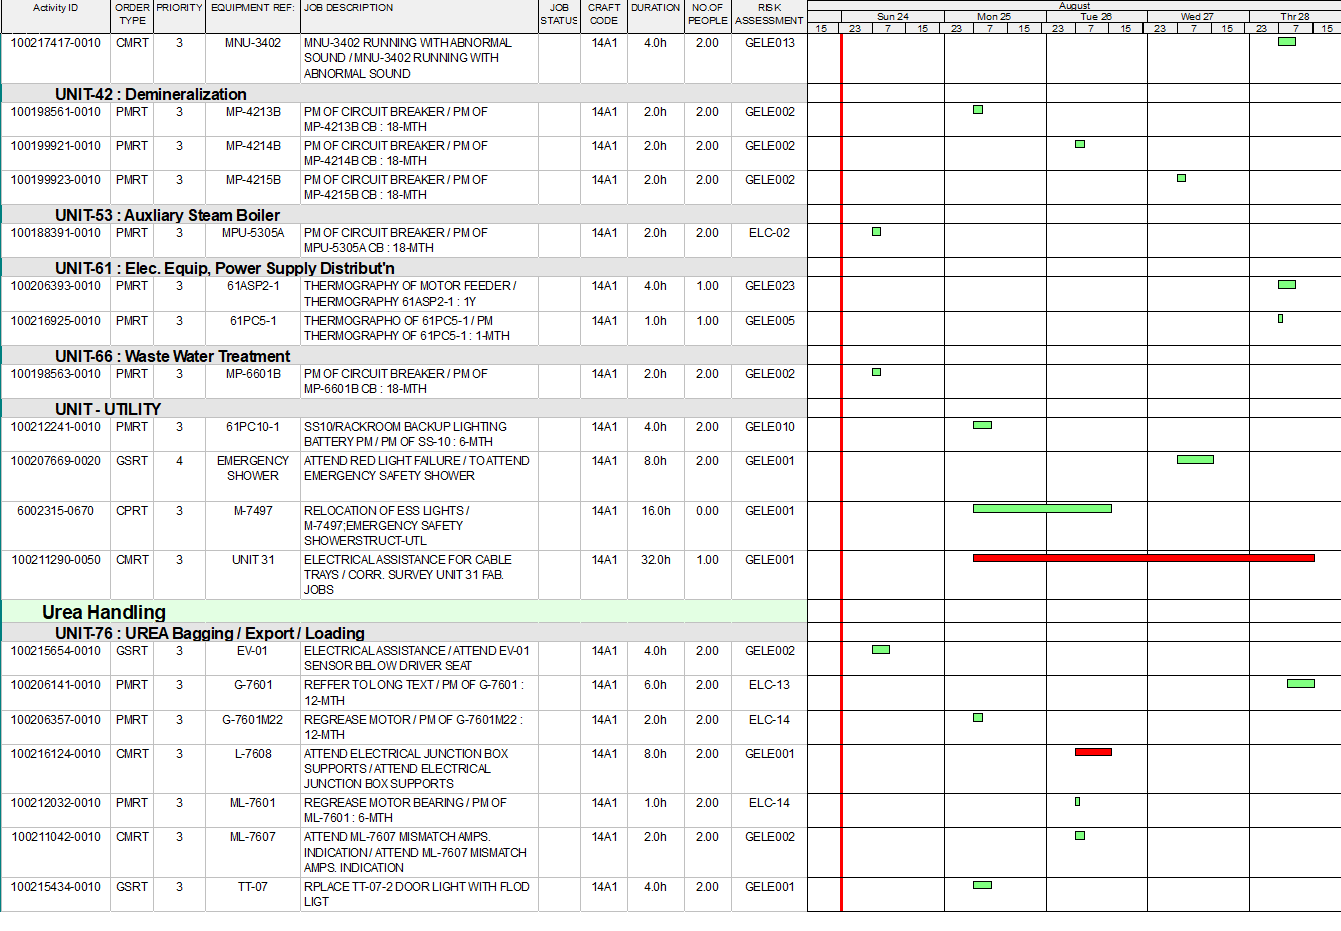 Activity ID ORDER TYPE PRIORITY EQUIPMENT REF: JOB DESCRIPTION JOB STATUS CRAFT CODE DURATION NO.OF PEOPLE RISK ASSESSMENT
August
Sun 24 Mon 25 Tue 26 Wed 27 Thr 28
15 23 7 15 23 7 15 23 7 15 23 7 15 23 7 15
100217417-0010 CMRT 3 MNU-3402 MNU-3402 RUNNING WITH ABNORMAL 14A1 4.0h 2.00 GELE013
SOUND / MNU-3402 RUNNING WITH
ABNORMAL SOUND
UNIT-42 : Demineralization
100198561-0010 PMRT 3 MP-4213B PM OF CIRCUIT BREAKER / PM OF 14A1 2.0h 2.00 GELE002
MP-4213B CB : 18-MTH
100199921-0010 PMRT 3 MP-4214B PM OF CIRCUIT BREAKER / PM OF 14A1 2.0h 2.00 GELE002
MP-4214B CB : 18-MTH
100199923-0010 PMRT 3 MP-4215B PM OF CIRCUIT BREAKER / PM OF 14A1 2.0h 2.00 GELE002
MP-4215B CB : 18-MTH
UNIT-53 : Auxliary Steam Boiler
100188391-0010 PMRT 3 MPU-5305A PM OF CIRCUIT BREAKER / PM OF 14A1 2.0h 2.00 ELC-02
MPU-5305A CB : 18-MTH
UNIT-61 : Elec. Equip, Power Supply Distribut'n
100206393-0010 PMRT 3 61ASP2-1 THERMOGRAPHY OF MOTOR FEEDER / 14A1 4.0h 1.00 GELE023
THERMOGRAPHY 61ASP2-1 : 1Y
100216925-0010 PMRT 3 61PC5-1 THERMOGRAPHO OF 61PC5-1 / PM 14A1 1.0h 1.00 GELE005
THERMOGRAPHY OF 61PC5-1 : 1-MTH
UNIT-66 : Waste Water Treatment
100198563-0010 PMRT 3 MP-6601B PM OF CIRCUIT BREAKER / PM OF 14A1 2.0h 2.00 GELE002
MP-6601B CB : 18-MTH
UNIT - UTILITY
100212241-0010 PMRT 3 61PC10-1 SS10/RACKROOM BACKUP LIGHTING 14A1 4.0h 2.00 GELE010
BATTERY PM / PM OF SS-10 : 6-MTH
100207669-0020 GSRT 4 EMERGENCY ATTEND RED LIGHT FAILURE / TO ATTEND 14A1 8.0h 2.00 GELE001
SHOWER EMERGENCY SAFETY SHOWER
6002315-0670 CPRT 3 M-7497 RELOCATION OF ESS LIGHTS / 14A1 16.0h 0.00 GELE001
M-7497;EMERGENCY SAFETY
SHOWERSTRUCT-UTL
100211290-0050 CMRT 3 UNIT 31 ELECTRICAL ASSISTANCE FOR CABLE 14A1 32.0h 1.00 GELE001
TRAYS / CORR. SURVEY UNIT 31 FAB.
JOBS
Urea Handling
UNIT-76 : UREA Bagging / Export / Loading
100215654-0010 GSRT 3 EV-01 ELECTRICAL ASSISTANCE / ATTEND EV-01 14A1 4.0h 2.00 GELE002
SENSOR BELOW DRIVER SEAT
100206141-0010 PMRT 3 G-7601 REFFER TO LONG TEXT / PM OF G-7601 : 14A1 6.0h 2.00 ELC-13
12-MTH
100206357-0010 PMRT 3 G-7601M22 REGREASE MOTOR / PM OF G-7601M22 : 14A1 2.0h 2.00 ELC-14
12-MTH
100216124-0010 CMRT 3 L-7608 ATTEND ELECTRICAL JUNCTION BOX 14A1 8.0h 2.00 GELE001
SUPPORTS / ATTEND ELECTRICAL
JUNCTION BOX SUPPORTS
100212032-0010 PMRT 3 ML-7601 REGREASE MOTOR BEARING / PM OF 14A1 1.0h 2.00 ELC-14
ML-7601 : 6-MTH
100211042-0010 CMRT 3 ML-7607 ATTEND ML-7607 MISMATCH AMPS. 14A1 2.0h 2.00 GELE002
INDICATION / ATTEND ML-7607 MISMATCH
AMPS. INDICATION
100215434-0010 GSRT 3 TT-07 RPLACE TT-07-2 DOOR LIGHT WITH FLOD 14A1 4.0h 2.00 GELE001
LIGT